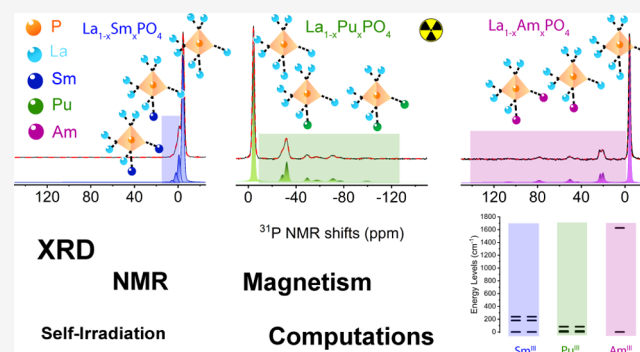 P
La
Sm
Pu
Am
La1-xSmxPO4
La1-xPuxPO4
La1-xAmxPO4
120 80 40 0
0 -40 -80 -120
120 80 40 0
31P NMR shifts (ppm)
XRD
NMR
Magnetism
Self-Irradiation
Computations
Energy Levels (cm-1)
1800
1600
1400
1200
1000
800
600
400
200
0
SmIII PuIII AmIII